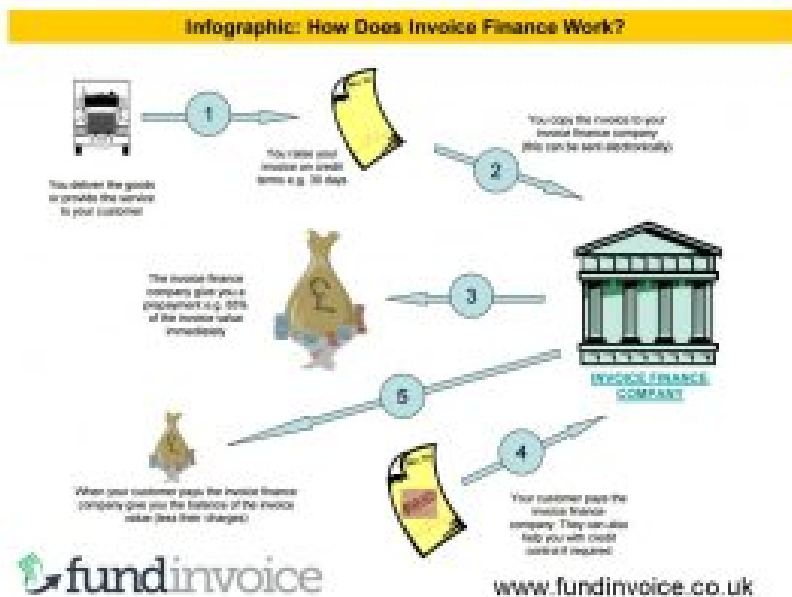 Infographic: How Does Invoice Finance Work?
1
You deliver the goods
or provide the service
to your customer
You raise your
invoice on credit
terms e.g. 30 days
2
You copy the invoice to your
invoice finance company
(this can be sent electronically)
3
The invoice finance
company give you a
prepayment e.g. 85%
of the invoice value
immediately
£
INVOICE FINANCE
COMPANY
4
PAID
Your customer pays the
invoice finance
company. They can also
help you with credit
control if required
5
£
When your customer pays the invoice finance
company give you the balance of the invoice
value (less their charges)
fundinvoice
www.fundinvoice.co.uk